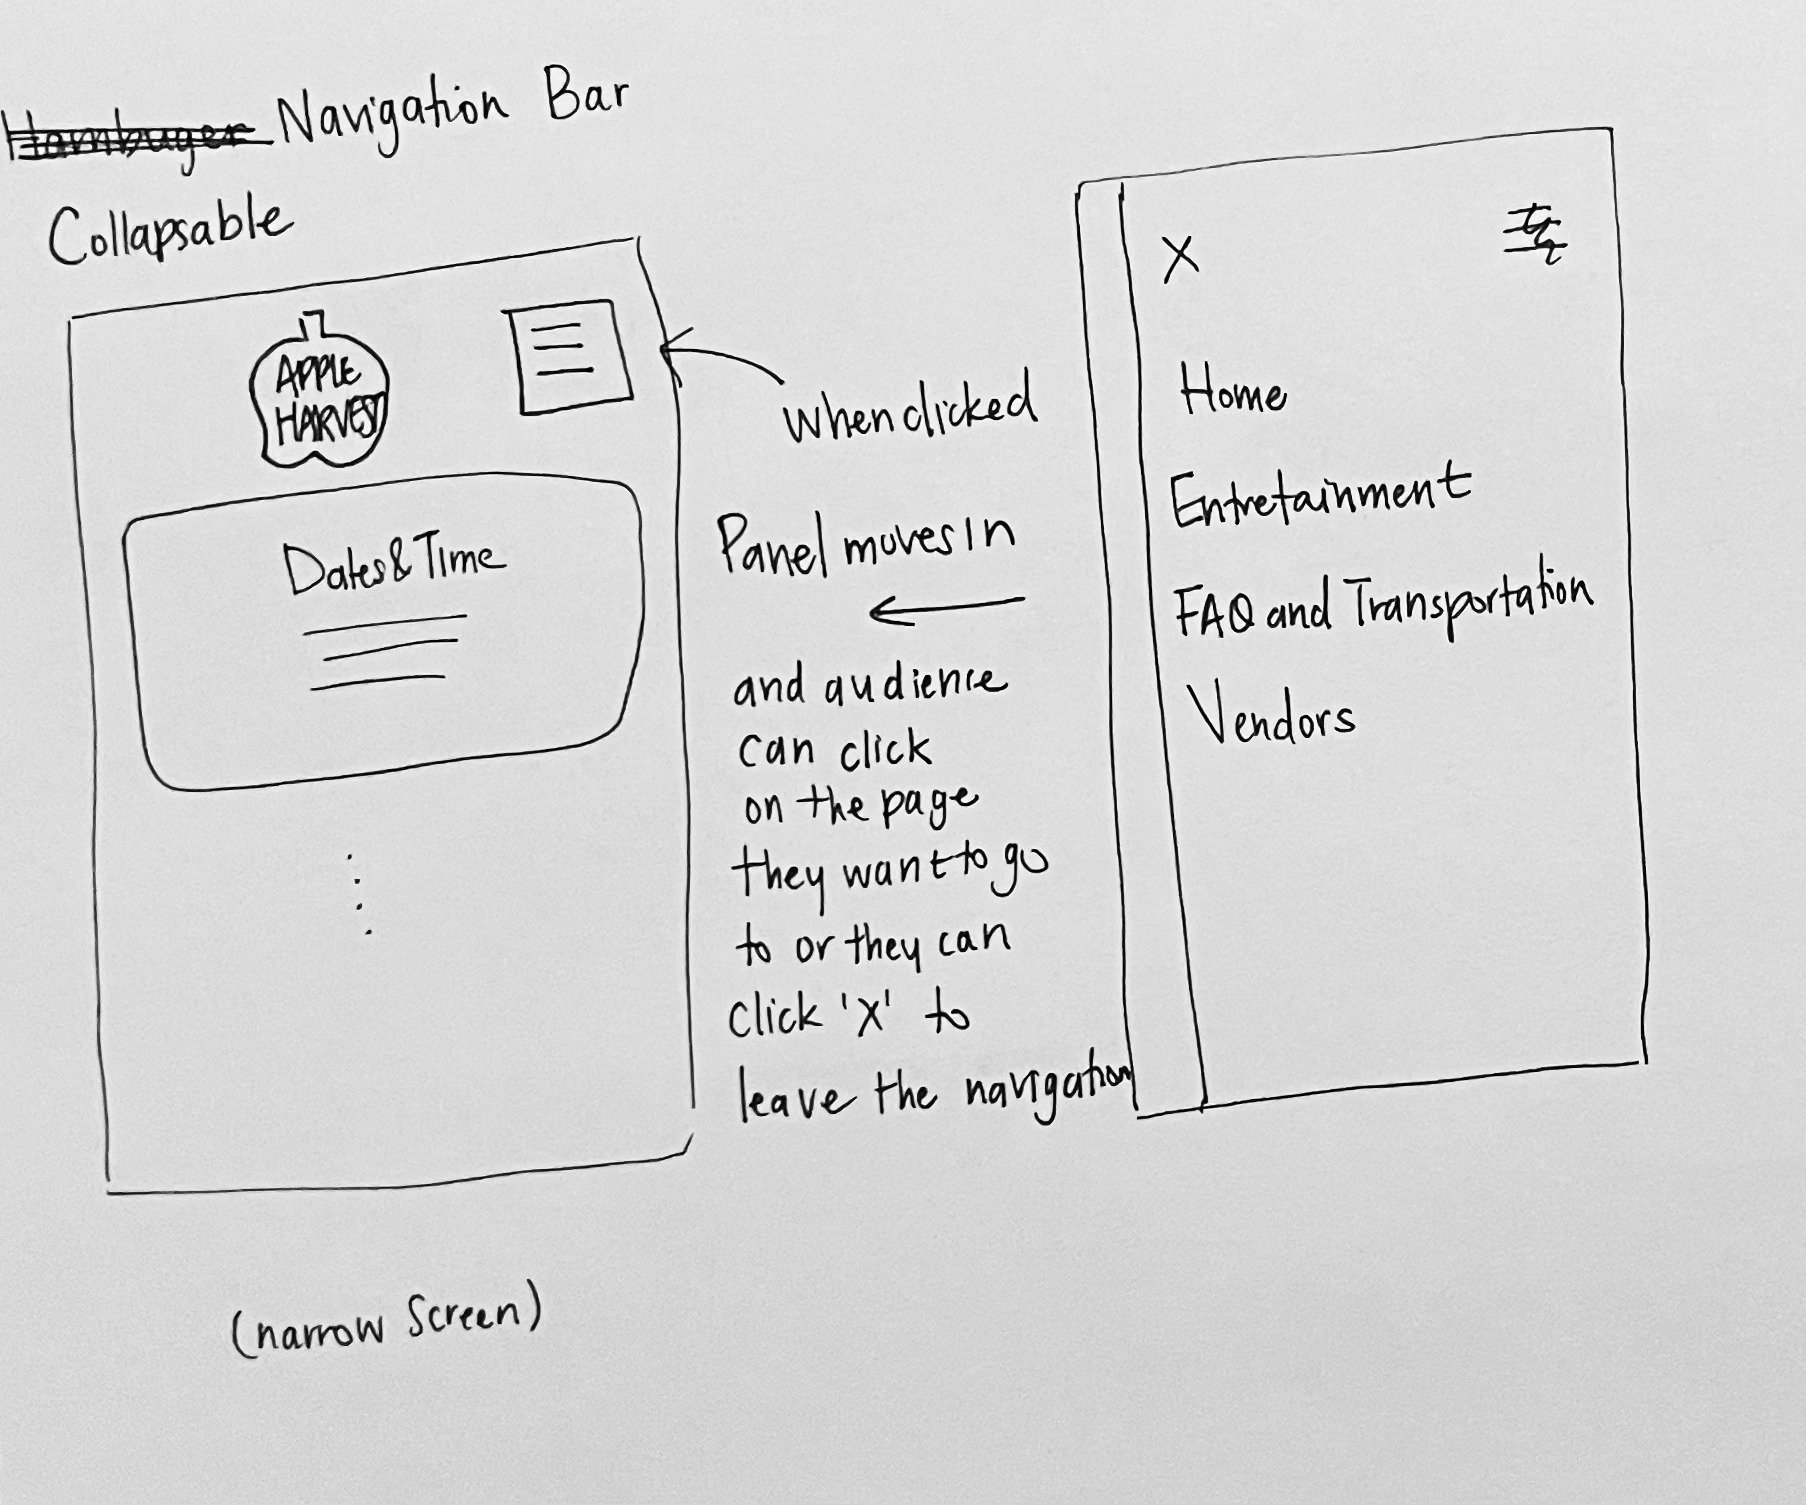 Hambuger Navigation Bar
Collapsable
APPLE
HARVEST
Dates & Time
(narrow Screen)
when clicked
Panel moves in
and audience
can click
on the page
they want to go
to or they can
click 'X' to
leave the navigation
X
Home
Entretainment
FAQ and Transportation
Vendors